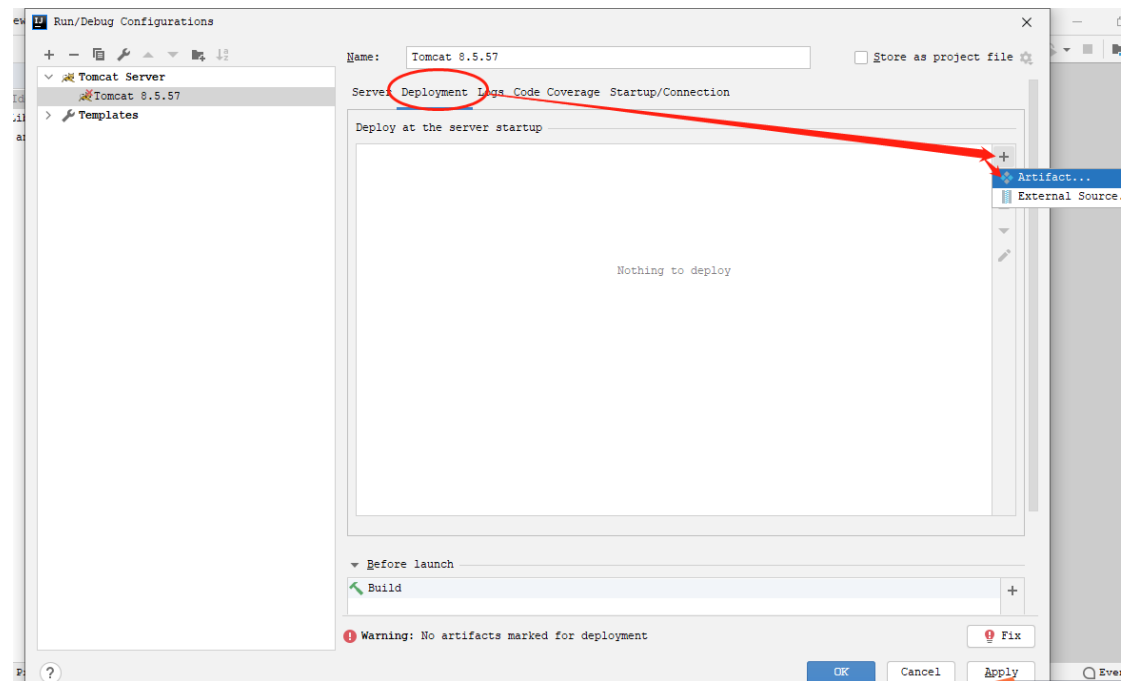 Run/Debug Configurations
Name: Tomcat 8.5.57
Store as project file
Tomcat Server
Tomcat 8.5.57
Templates
Server Deployment Logs Code Coverage Startup/Connection
Deploy at the server startup
Artifact...
External Source.
Nothing to deploy
Before launch
Build
Warning: No artifacts marked for deployment
Fix
? OK Cancel Apply